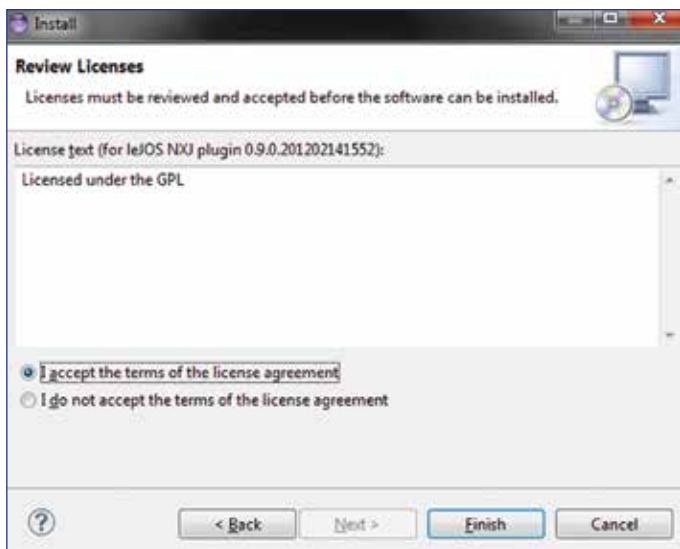 Install
Review Licenses
Licenses must be reviewed and accepted before the software can be installed.
License text (for leJOS NXJ plugin 0.9.0.201202141552):
Licensed under the GPL
I accept the terms of the license agreement
I do not accept the terms of the license agreement
?
< Back
Next >
Finish
Cancel